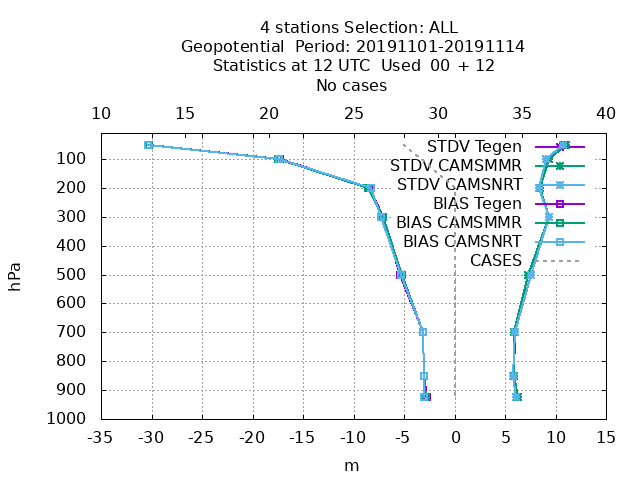 4 stations Selection: ALL
Geopotential  Period: 20191101-20191114
Statistics at 12 UTC  Used  00 + 12
No cases
10 15 20 25 30 35 40
STDV Tegen
STDV CAMSMMR
STDV CAMSNRT
BIAS Tegen
BIAS CAMSMMR
BIAS CAMSNRT
CASES
100
200
300
400
500
600
700
800
900
1000
hPa
-35 -30 -25 -20 -15 -10 -5 0 5 10 15
m